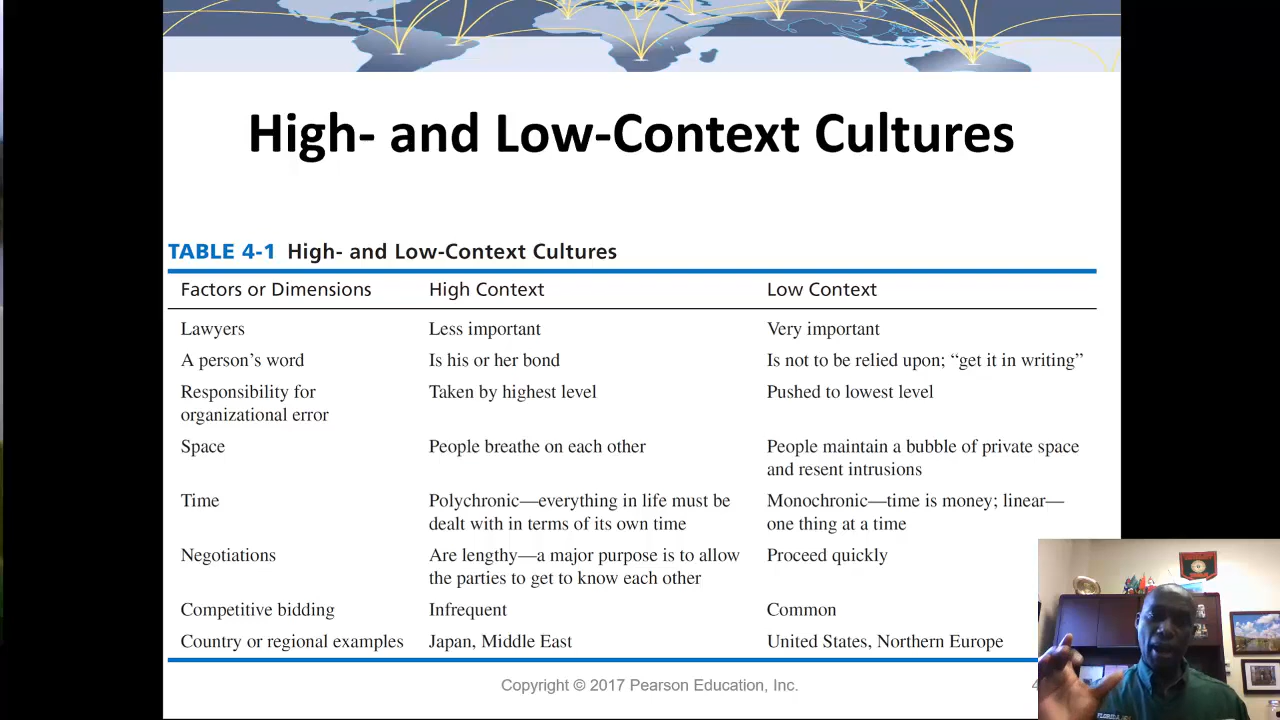 High- and Low-Context Cultures
TABLE 4-1 High- and Low-Context Cultures
Factors or Dimensions High Context Low Context
Lawyers Less important Very important
A person’s word Is his or her bond Is not to be relied upon; “get it in writing”
Responsibility for Taken by highest level Pushed to lowest level
organizational error
Space People breathe on each other People maintain a bubble of private space
and resent intrusions
Time Polychronic—everything in life must be Monochronic—time is money; linear—
dealt with in terms of its own time one thing at a time
Negotiations Are lengthy—a major purpose is to allow Proceed quickly
the parties to get to know each other
Competitive bidding Infrequent Common
Country or regional examples Japan, Middle East United States, Northern Europe
Copyright © 2017 Pearson Education, Inc.
FLORIDA